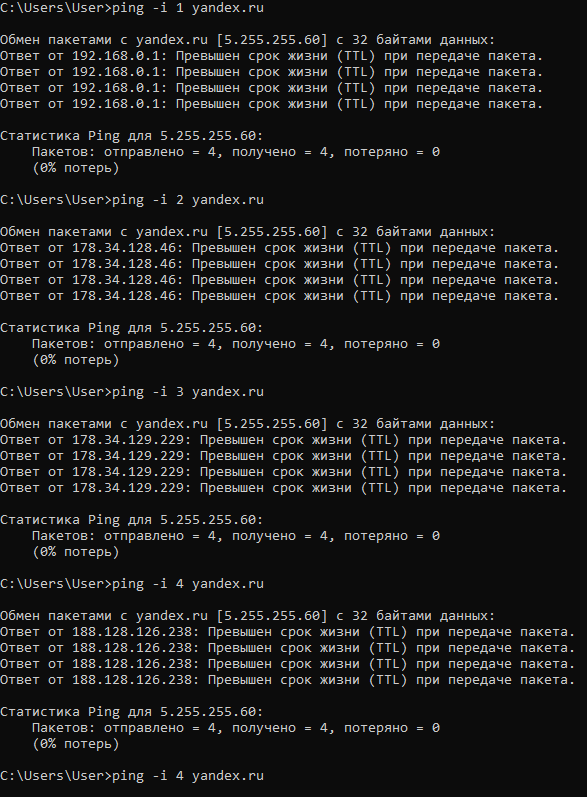 C:\Users\User>ping -i 1 yandex.ru
Обмен пакетами с yandex.ru [5.255.255.60] с 32 байтами данных:
Ответ от 192.168.0.1: Превышен срок жизни (TTL) при передаче пакета.
Ответ от 192.168.0.1: Превышен срок жизни (TTL) при передаче пакета.
Ответ от 192.168.0.1: Превышен срок жизни (TTL) при передаче пакета.
Ответ от 192.168.0.1: Превышен срок жизни (TTL) при передаче пакета.
Статистика Ping для 5.255.255.60:
    Пакетов: отправлено = 4, получено = 4, потеряно = 0
    (0% потерь)
C:\Users\User>ping -i 2 yandex.ru
Обмен пакетами с yandex.ru [5.255.255.60] с 32 байтами данных:
Ответ от 178.34.128.46: Превышен срок жизни (TTL) при передаче пакета.
Ответ от 178.34.128.46: Превышен срок жизни (TTL) при передаче пакета.
Ответ от 178.34.128.46: Превышен срок жизни (TTL) при передаче пакета.
Ответ от 178.34.128.46: Превышен срок жизни (TTL) при передаче пакета.
Статистика Ping для 5.255.255.60:
    Пакетов: отправлено = 4, получено = 4, потеряно = 0
    (0% потерь)
C:\Users\User>ping -i 3 yandex.ru
Обмен пакетами с yandex.ru [5.255.255.60] с 32 байтами данных:
Ответ от 178.34.129.229: Превышен срок жизни (TTL) при передаче пакета.
Ответ от 178.34.129.229: Превышен срок жизни (TTL) при передаче пакета.
Ответ от 178.34.129.229: Превышен срок жизни (TTL) при передаче пакета.
Ответ от 178.34.129.229: Превышен срок жизни (TTL) при передаче пакета.
Статистика Ping для 5.255.255.60:
    Пакетов: отправлено = 4, получено = 4, потеряно = 0
    (0% потерь)
C:\Users\User>ping -i 4 yandex.ru
Обмен пакетами с yandex.ru [5.255.255.60] с 32 байтами данных:
Ответ от 188.128.126.238: Превышен срок жизни (TTL) при передаче пакета.
Ответ от 188.128.126.238: Превышен срок жизни (TTL) при передаче пакета.
Ответ от 188.128.126.238: Превышен срок жизни (TTL) при передаче пакета.
Ответ от 188.128.126.238: Превышен срок жизни (TTL) при передаче пакета.
Статистика Ping для 5.255.255.60:
    Пакетов: отправлено = 4, получено = 4, потеряно = 0
    (0% потерь)
C:\Users\User>ping -i 4 yandex.ru